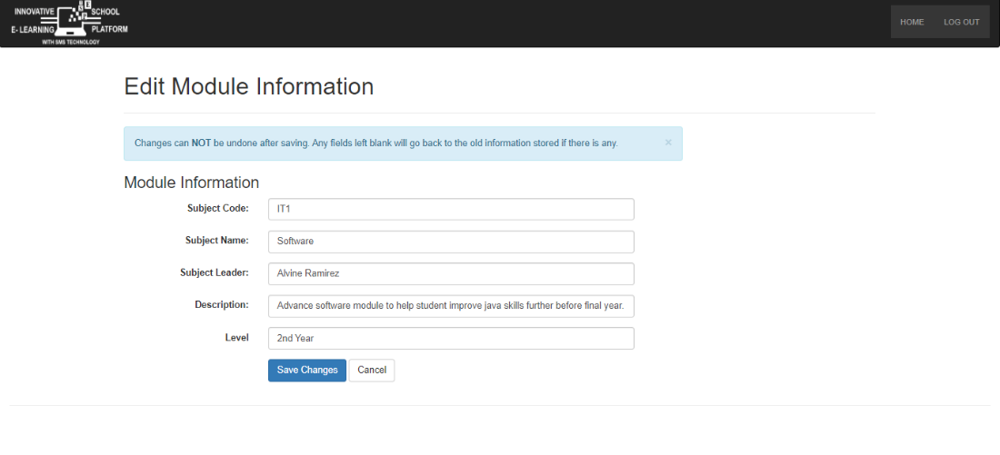 INNOVATIVE SCHOOL
E- LEARNING PLATFORM
WITH SMS TECHNOLOGY
HOME LOG OUT
Edit Module Information
Changes can NOT be undone after saving. Any fields left blank will go back to the old information stored if there is any. ×
Module Information
Subject Code: IT1
Subject Name: Software
Subject Leader: Alvine Ramirez
Description: Advance software module to help student improve java skills further before final year.
Level 2nd Year
Save Changes Cancel